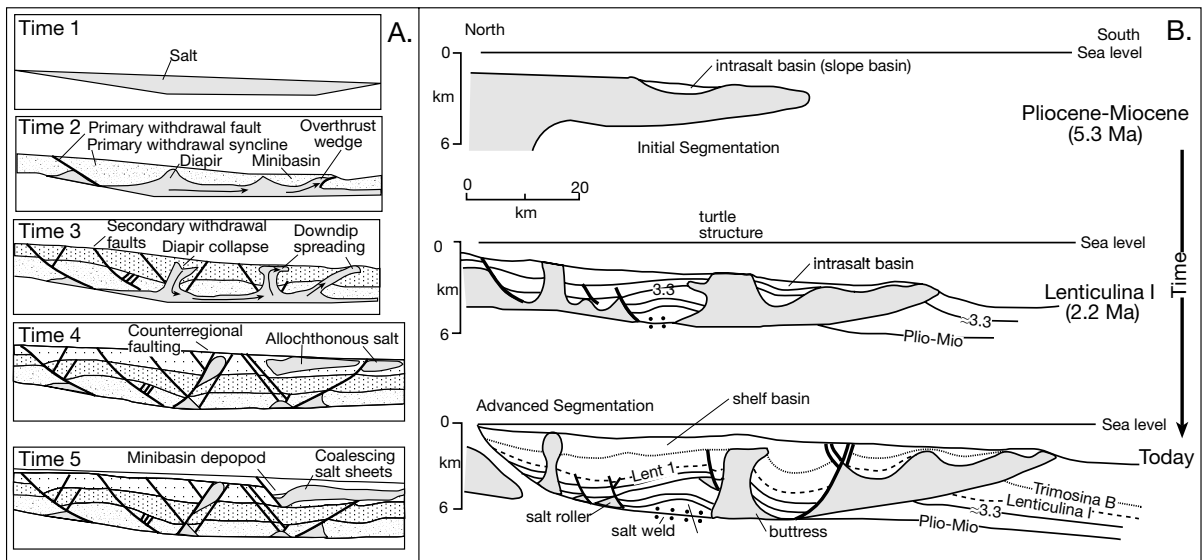 A.
Time 1
Salt
Time 2
Primary withdrawal fault
Primary withdrawal syncline
Diapir
Minibasin
Overthrust
wedge
Time 3
Secondary withdrawal
faults
Diapir collapse
Downdip
spreading
Time 4
Counterregional
faulting
Allochthonous salt
Time 5
Minibasin depopod
Coalescing
salt sheets
B.
North
South
0
Sea level
intrasalt basin (slope basin)
km
Pliocene-Miocene
(5.3 Ma)
6
Initial Segmentation
0 20
km
turtle
structure
0
Sea level
intrasalt basin
km
3.3
Lenticulina I
(2.2 Ma)
≈3.3
6
Plio-Mio
Time
Advanced Segmentation
shelf basin
0
Sea level
km
Today
Lent 1
Trimosina B
Lenticulina I
≈3.3
6
salt roller
salt weld
buttress
Plio-Mio